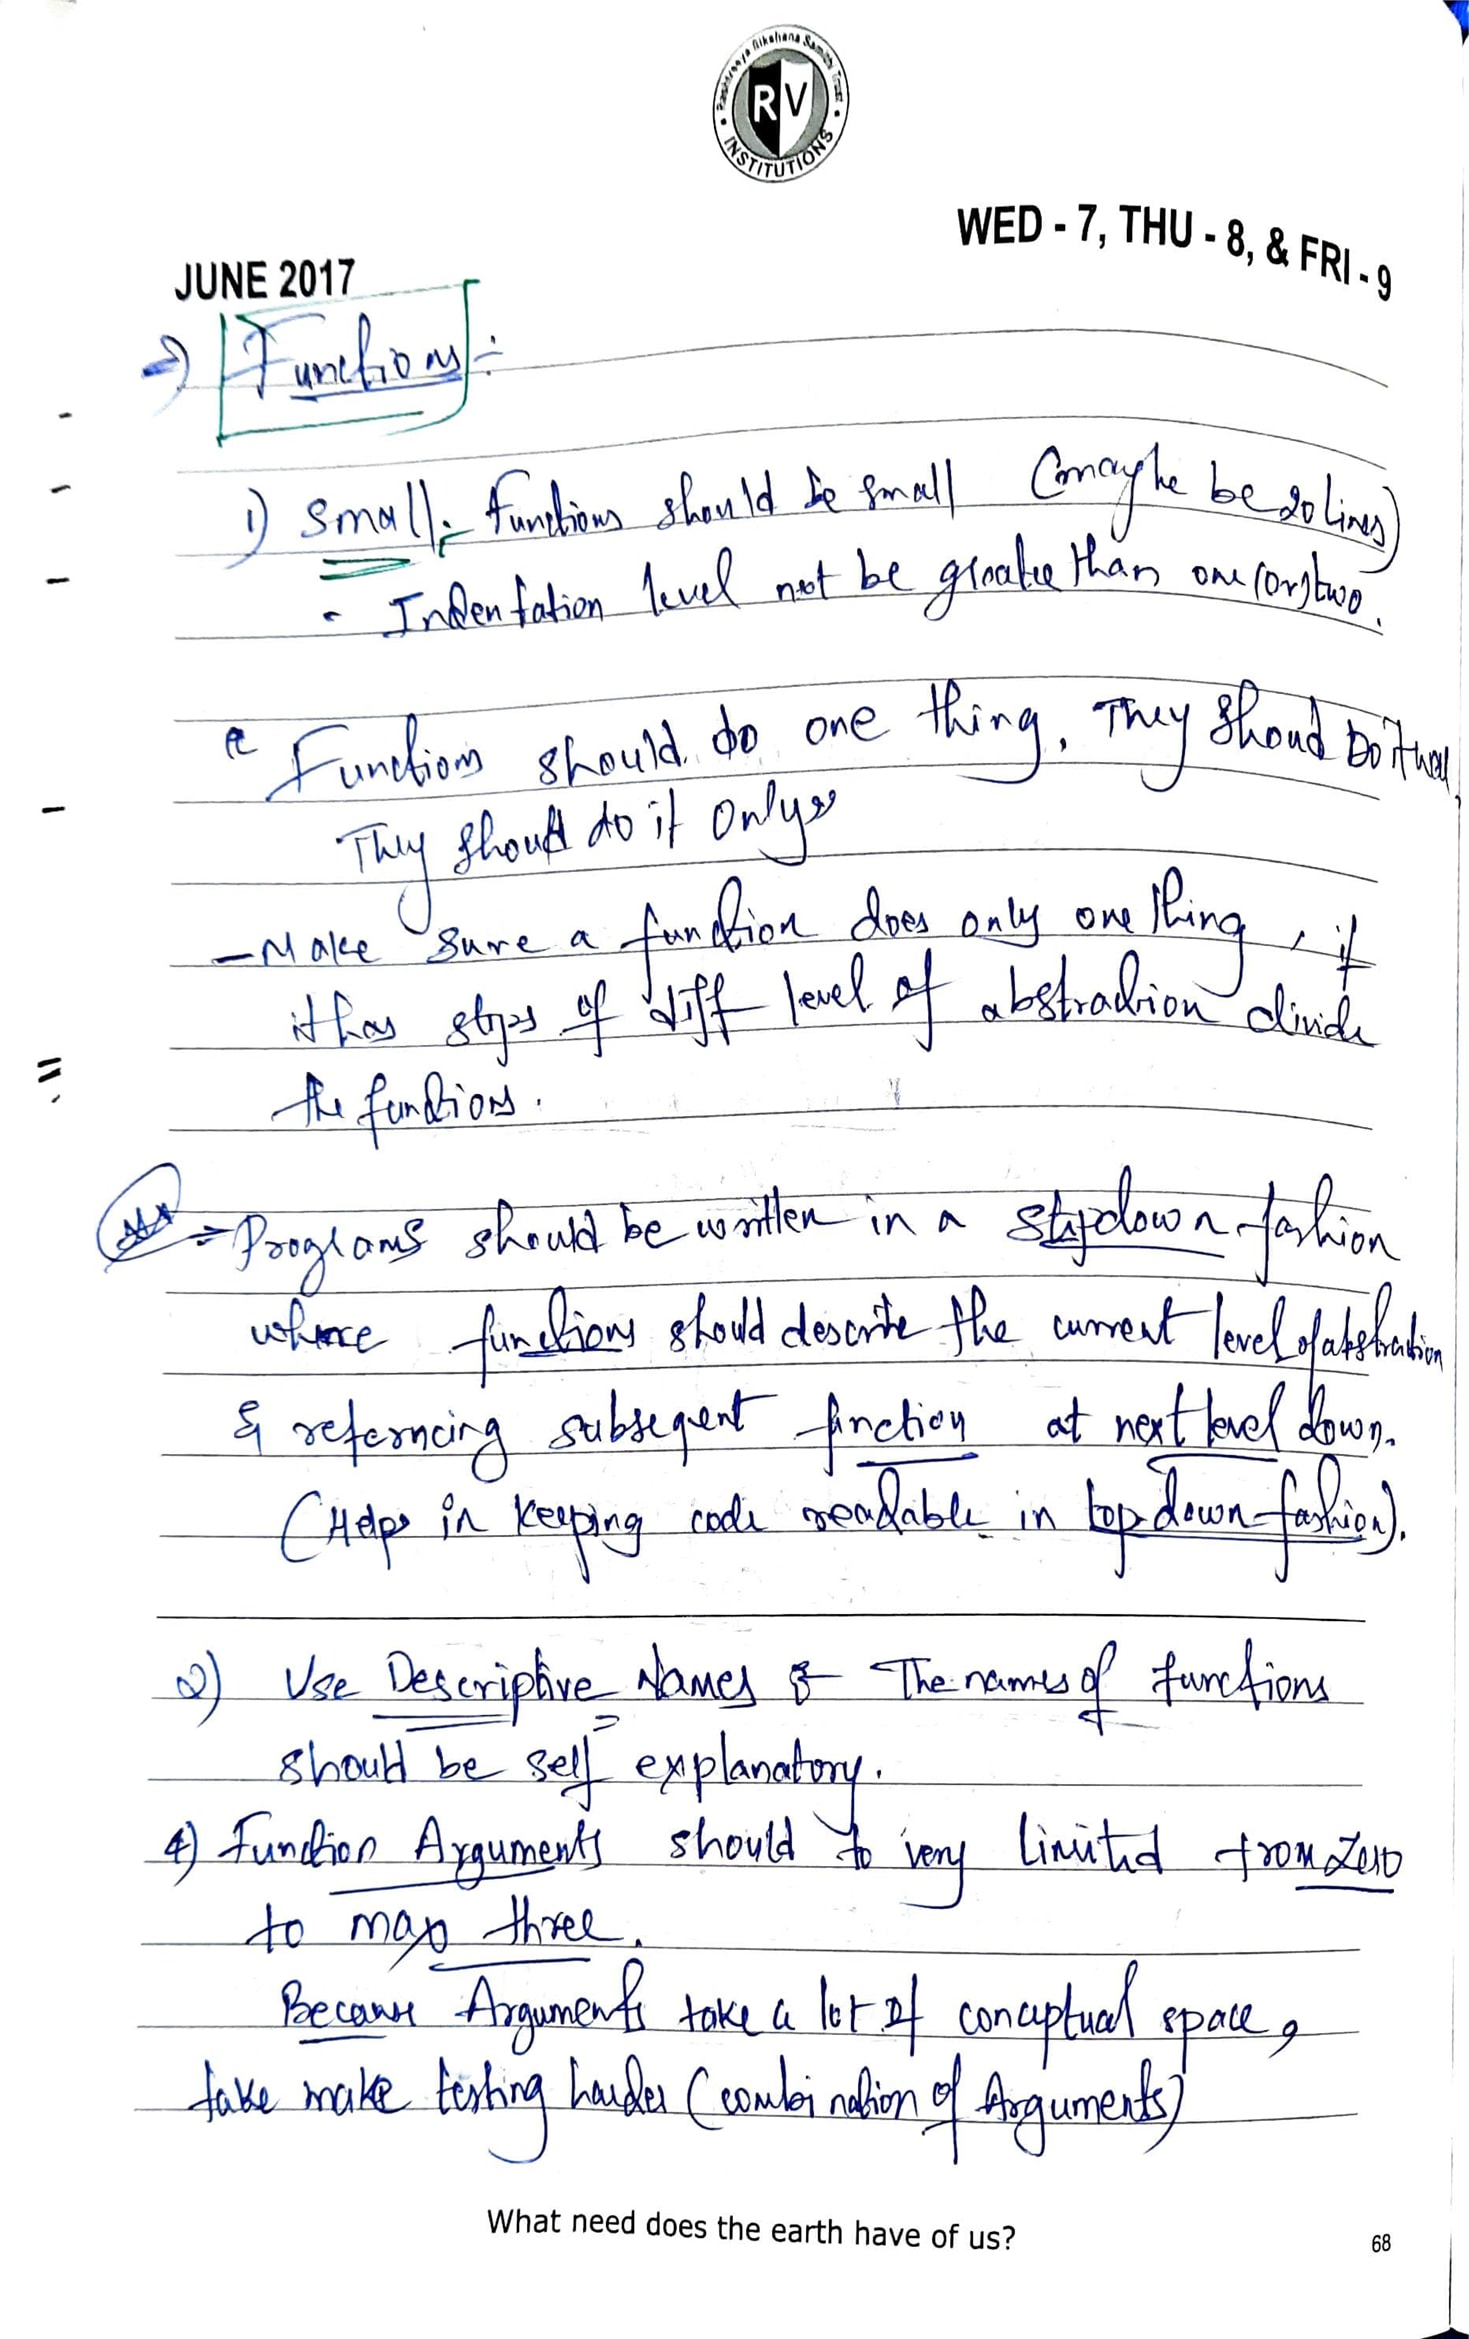 Rashtreeya Sikshana Samithi Trust
RV
INSTITUTIONS
WED - 7, THU - 8, & FRI - 9
JUNE 2017
→ Functions :-
1) Small :- functions should be small (maybe be 20 lines)
- Indentation level not be greater than one (or) two.
Functions should do one thing, They Shoud Do it well
They should do it only
- Make sure a function does only one thing, if
it has steps of diff level of abstraction divide
the functions.
Programs should be written in a stepdown fashion
where functions should describe the current level of abstraction
& referncing subseqent function at next level down.
(Helps in keeping code readable in top down fashion).
2) Use Descriptive Names :- The names of functions
should be self explanatory.
4) Function Arguments should to very limited from zero
to max three.
Because Arguments take a lot of conceptual space,
take make testing harder (combination of Arguments)
What need does the earth have of us?
68